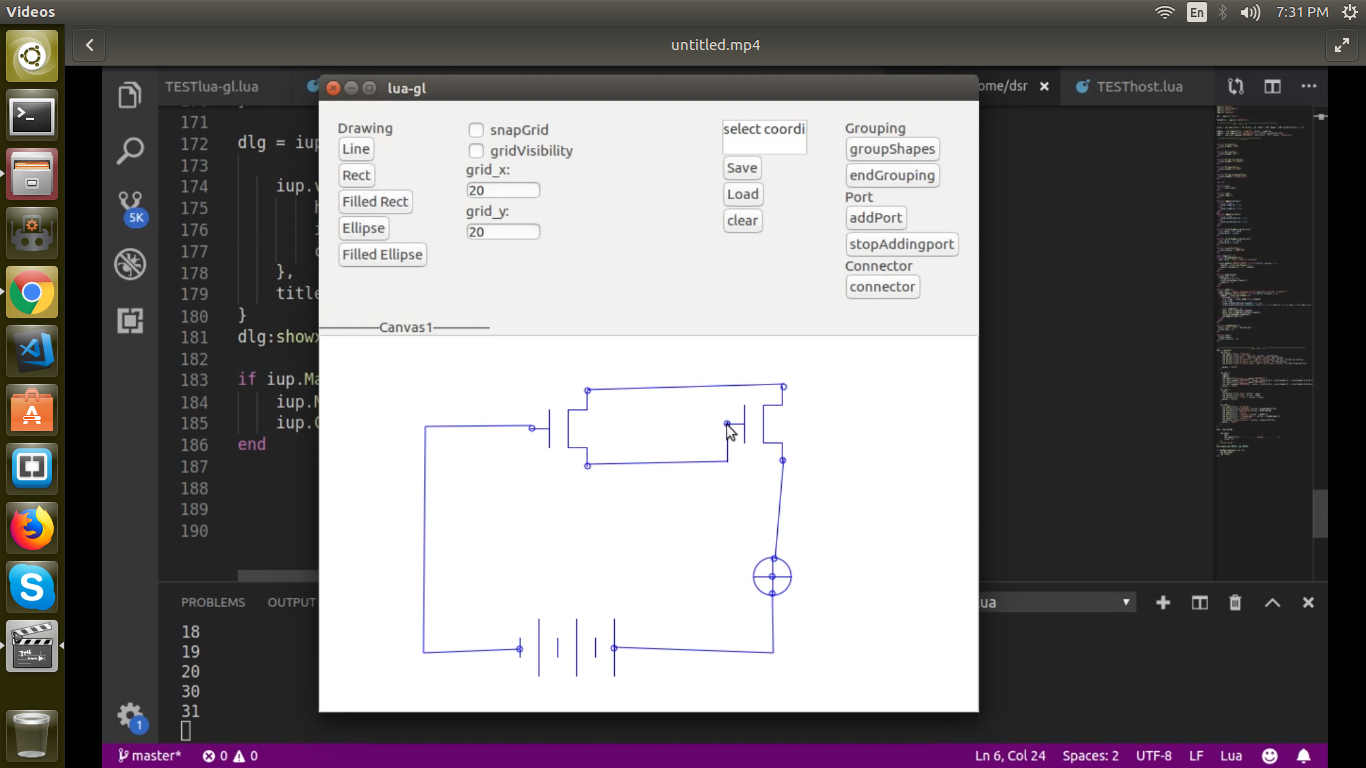 Videos
En
7:31 PM
untitled.mp4
TESTlua-gl.lua
ome/dsr
TESThost.lua
lua-gl
Drawing
Line
Rect
Filled Rect
Ellipse
Filled Ellipse
snapGrid
gridVisibility
grid_x:
20
grid_y:
20
select coordi
Save
Load
clear
Grouping
groupShapes
endGrouping
Port
addPort
stopAddingport
Connector
connector
-----------------Canvas1----------------
171
172 dlg = iup
173
174 iup.v
175
176
177
178 },
179 title
180 }
181 dlg:show
182
183 if iup.Ma
184 iup.M
185 iup.
186 end
187
188
189
190
5K
PROBLEMS
OUTPUT
ua
18
19
20
30
31
1
master*
0
0
Ln 6, Col 24
Spaces: 2
UTF-8
LF
Lua